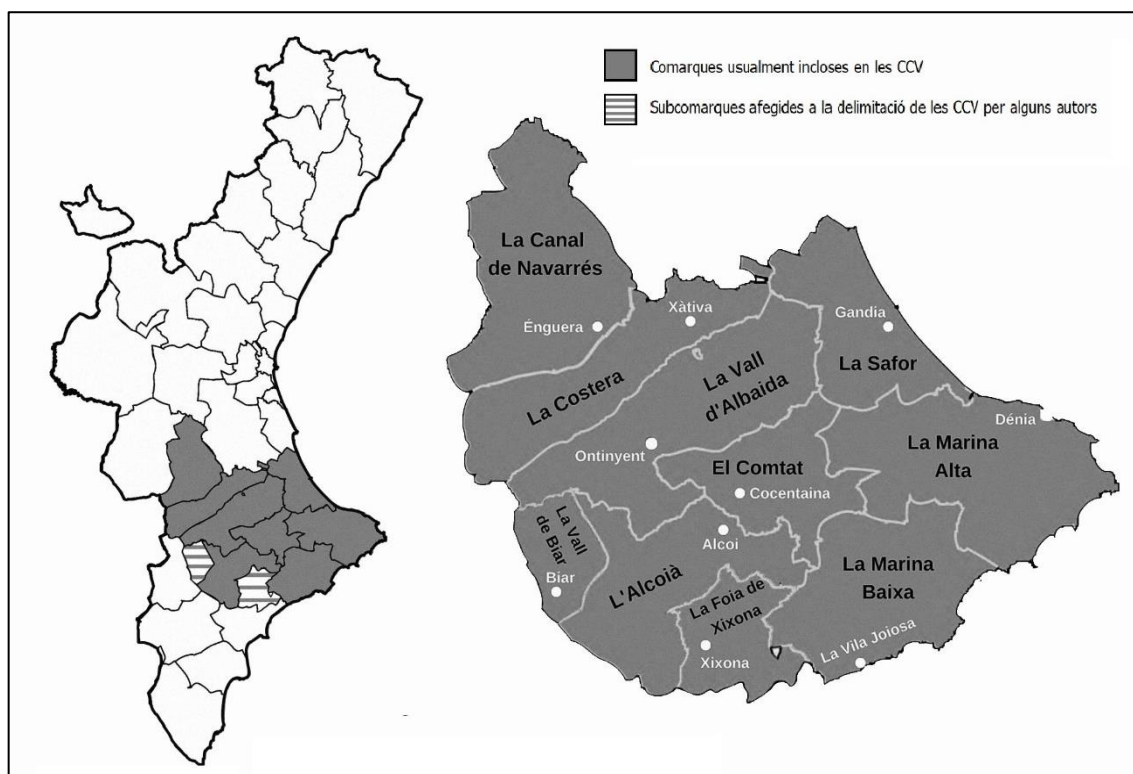 Comarques usualment incloses en les CCV
Subcomarques afegides a la delimitació de les CCV per alguns autors
La Canal
de Navarrés
Énguera
Xàtiva
Gandia
La Safor
La Costera
La Vall
d'Albaida
Dénia
Ontinyent
La Marina
Alta
El Comtat
Cocentaina
La Vall
de Biar
Biar
Alcoi
L'Alcoià
La Marina
Baixa
La Foia de
Xixona
Xixona
La Vila Joiosa